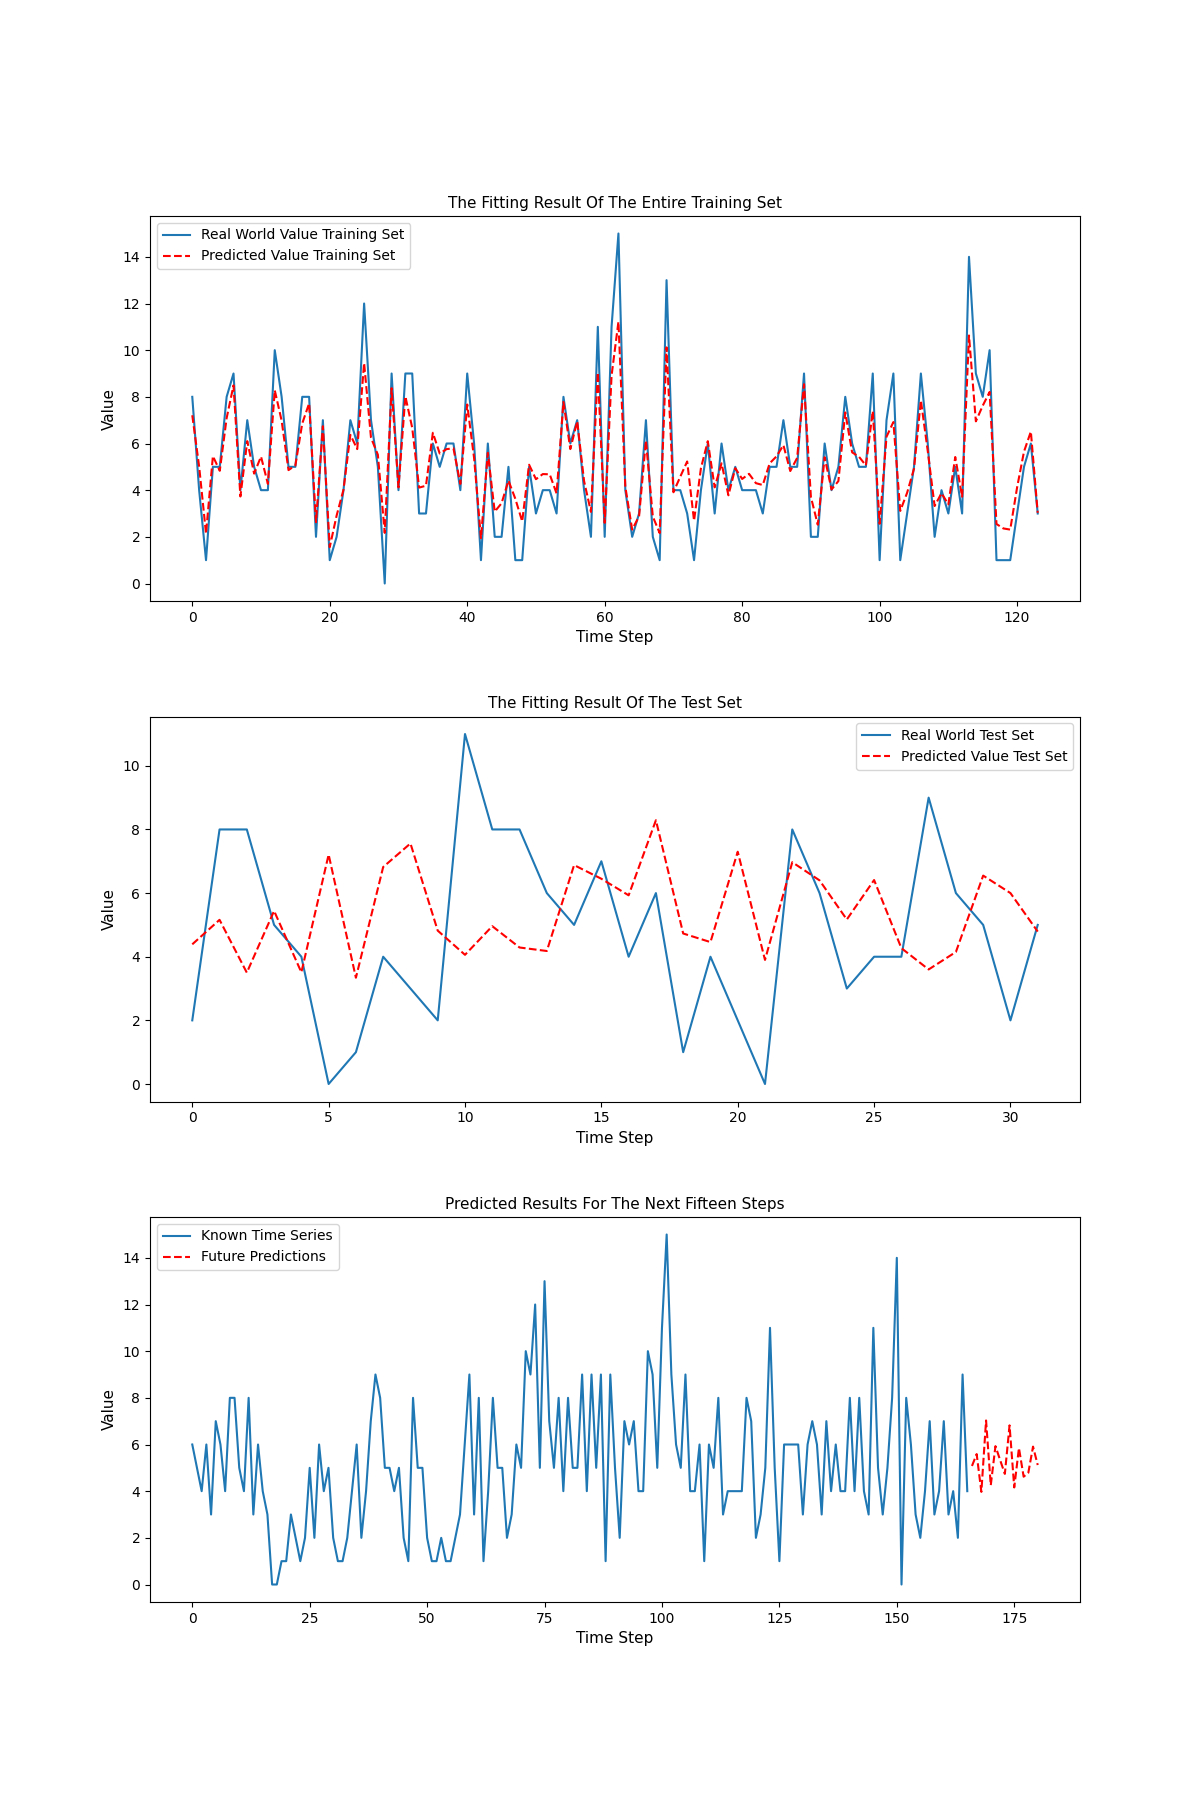 The Fitting Result Of The Entire Training Set
Real World Value Training Set
Predicted Value Training Set
Value
14
12
10
8
6
4
2
0
0 20 40 60 80 100 120
Time Step
The Fitting Result Of The Test Set
Real World Test Set
Predicted Value Test Set
Value
10
8
6
4
2
0
0 5 10 15 20 25 30
Time Step
Predicted Results For The Next Fifteen Steps
Known Time Series
Future Predictions
Value
14
12
10
8
6
4
2
0
0 25 50 75 100 125 150 175
Time Step